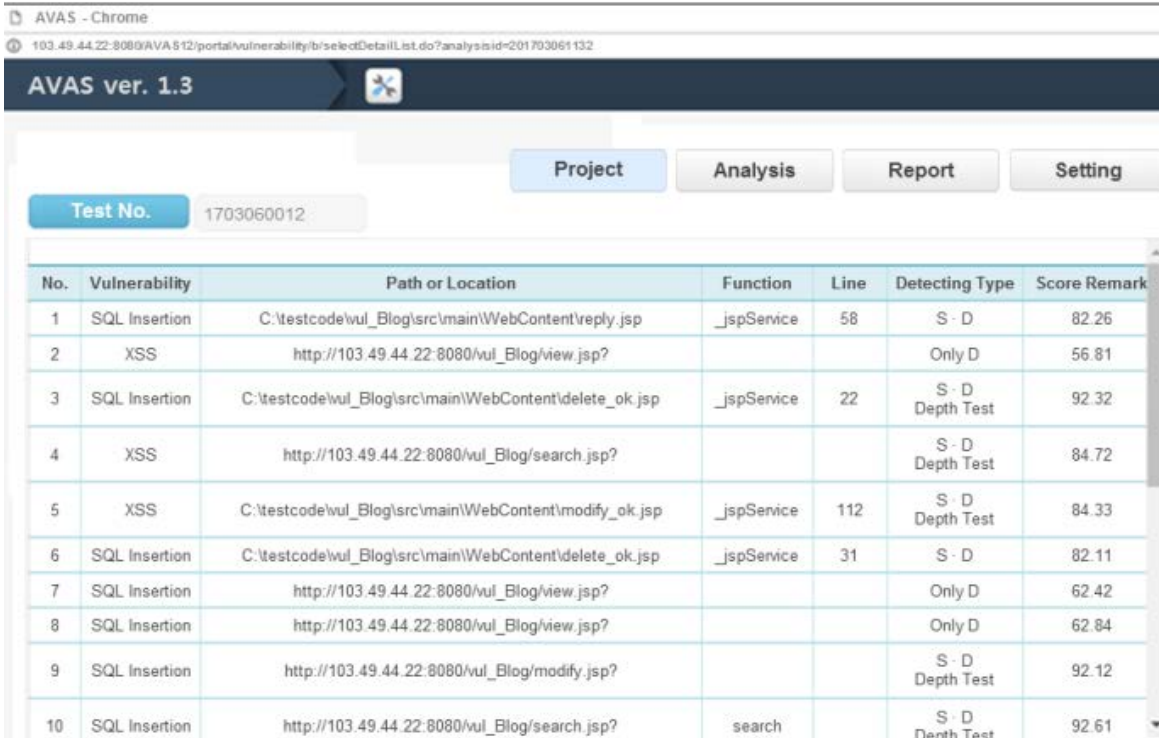 AVAS - Chrome
103.49.44.22:8080/AVAS12/portal/vulnerability/b/selectDetailList.do?analysisid=201703061132
AVAS ver. 1.3
Project Analysis Report Setting
Test No. 1703060012
No. Vulnerability Path or Location Function Line Detecting Type Score Remark
1 SQL Insertion C:\testcode\vul_Blog\src\main\WebContent\reply.jsp _jspService 58 S · D 82.26
2 XSS http://103.49.44.22:8080/vul_Blog/view.jsp? Only D 56.81
3 SQL Insertion C:\testcode\vul_Blog\src\main\WebContent\delete_ok.jsp _jspService 22 S · D Depth Test 92.32
4 XSS http://103.49.44.22:8080/vul_Blog/search.jsp? S · D Depth Test 84.72
5 XSS C:\testcode\vul_Blog\src\main\WebContent\modify_ok.jsp _jspService 112 S · D Depth Test 84.33
6 SQL Insertion C:\testcode\vul_Blog\src\main\WebContent\delete_ok.jsp _jspService 31 S · D 82.11
7 SQL Insertion http://103.49.44.22:8080/vul_Blog/view.jsp? Only D 62.42
8 SQL Insertion http://103.49.44.22:8080/vul_Blog/view.jsp? Only D 62.84
9 SQL Insertion http://103.49.44.22:8080/vul_Blog/modify.jsp? S · D Depth Test 92.12
10 SQL Insertion http://103.49.44.22:8080/vul_Blog/search.jsp? search S · D Depth Test 92.61